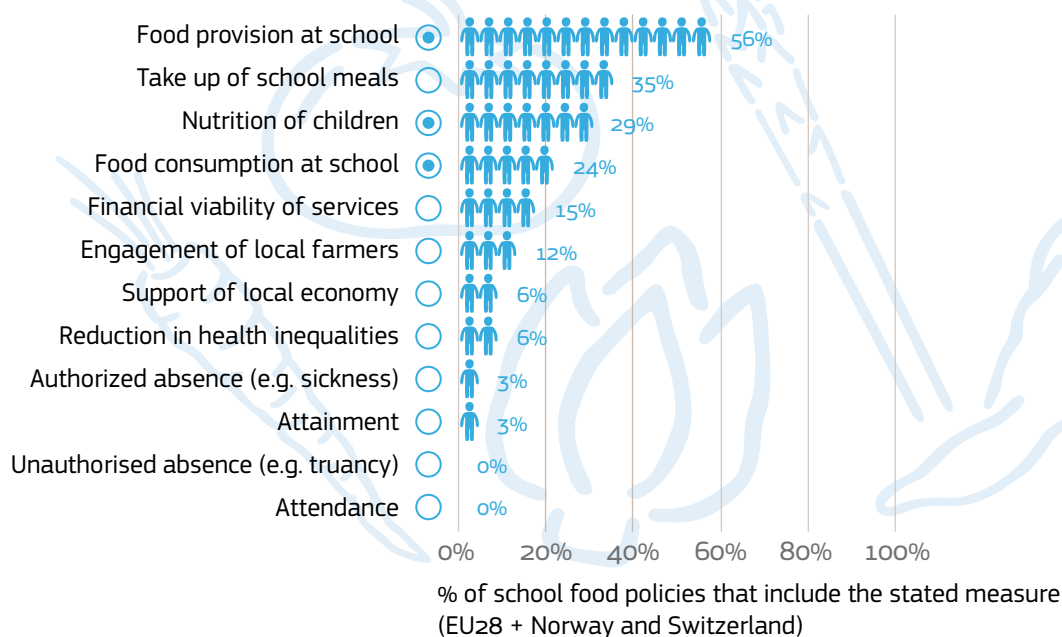 Food provision at school 56%
Take up of school meals 35%
Nutrition of children 29%
Food consumption at school 24%
Financial viability of services 15%
Engagement of local farmers 12%
Support of local economy 6%
Reduction in health inequalities 6%
Authorized absence (e.g. sickness) 3%
Attainment 3%
Unauthorised absence (e.g. truancy) 0%
Attendance 0%
0% 20% 40% 60% 80% 100%
% of school food policies that include the stated measure
(EU28 + Norway and Switzerland)